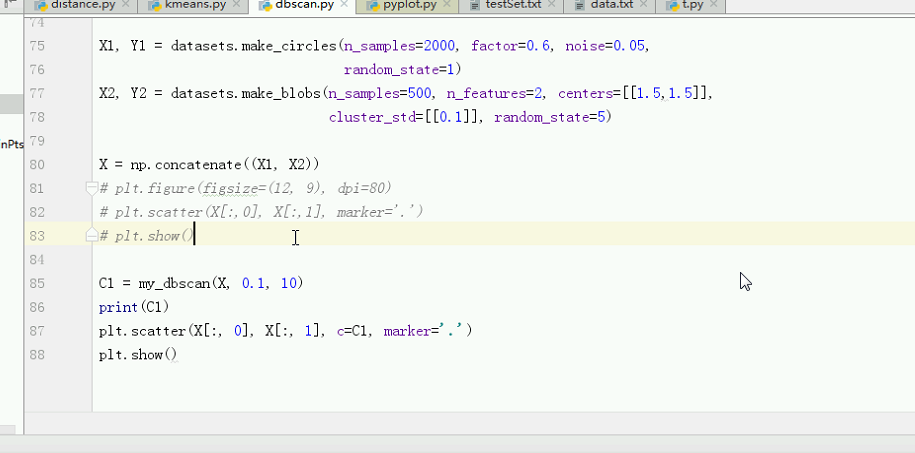 distance.py kmeans.py dbscan.py pyplot.py testSet.txt data.txt t.py
74
75 X1, Y1 = datasets.make_circles(n_samples=2000, factor=0.6, noise=0.05,
76 random_state=1)
77 X2, Y2 = datasets.make_blobs(n_samples=500, n_features=2, centers=[[1.5,1.5]],
78 cluster_std=[[0.1]], random_state=5)
79
inPts
80 X = np.concatenate((X1, X2))
81 # plt.figure(figsize=(12, 9), dpi=80)
82 # plt.scatter(X[:,0], X[:,1], marker='.')
83 # plt.show()
84
85 C1 = my_dbscan(X, 0.1, 10)
86 print(C1)
87 plt.scatter(X[:, 0], X[:, 1], c=C1, marker='.')
88 plt.show()